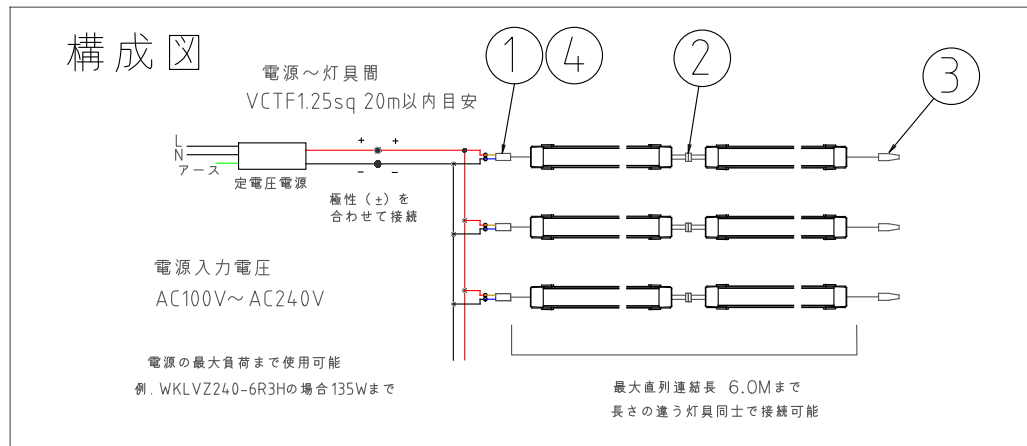 構成図
電源～灯具間
VCTF1.25sq 20m以内目安
① ④ ② ③
L
N
アース
定電圧電源
+ +
- -
極性（±）を
合わせて接続
電源入力電圧
AC100V～AC240V
電源の最大負荷まで使用可能
例．WKLVZ240-6R3Hの場合135Wまで
最大直列連結長 6.0Mまで
長さの違う灯具同士で接続可能